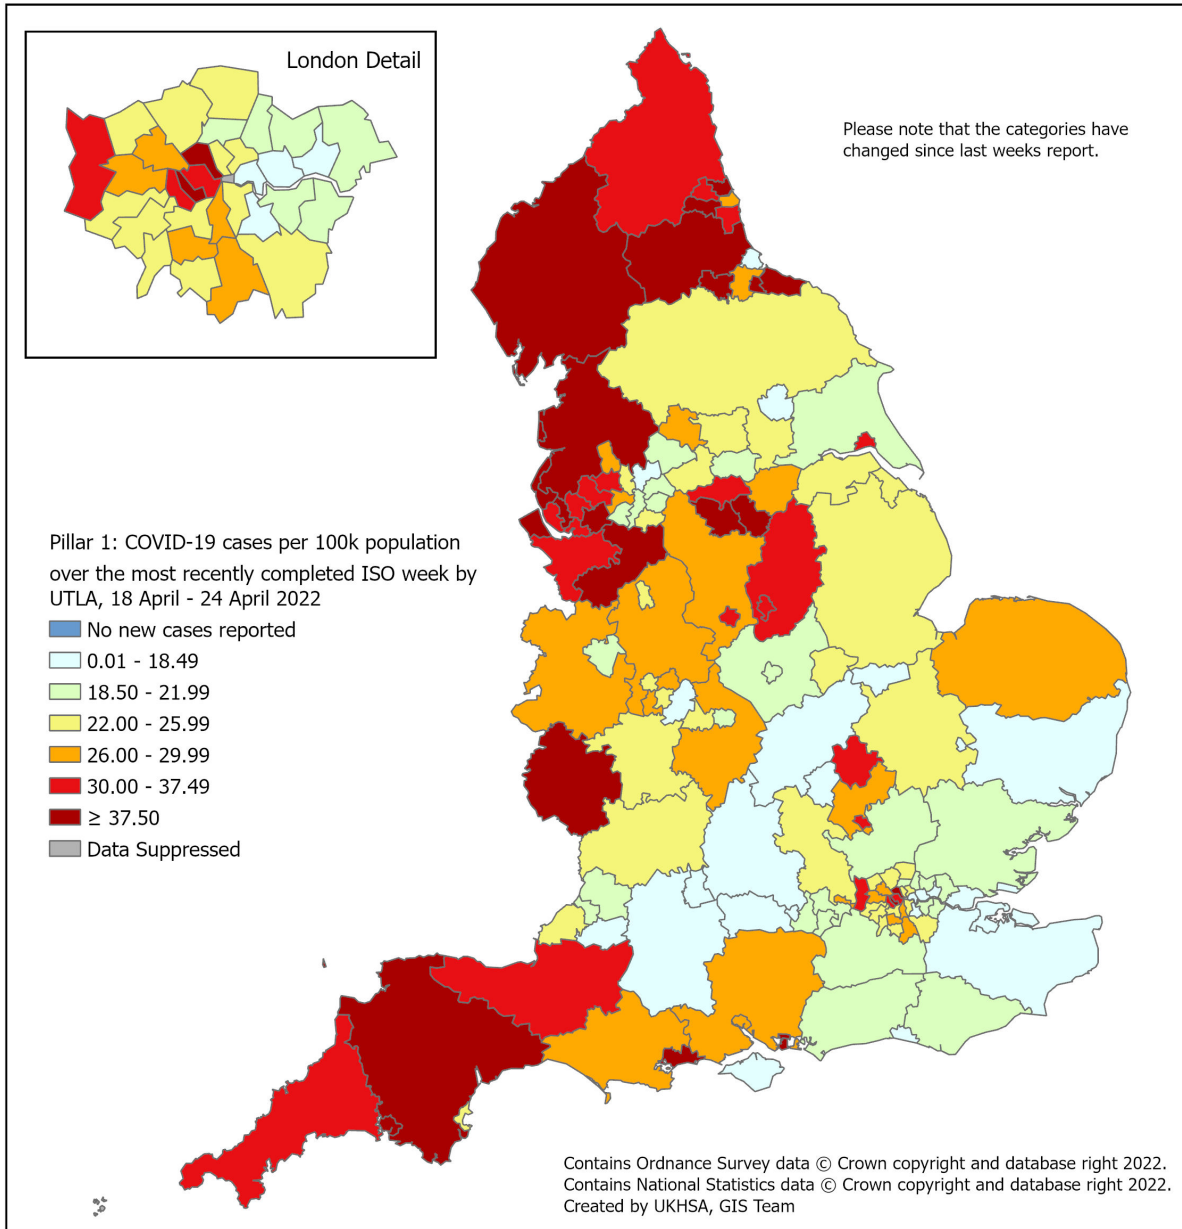 London Detail
Please note that the categories have
changed since last weeks report.
Pillar 1: COVID-19 cases per 100k population
over the most recently completed ISO week by
UTLA, 18 April - 24 April 2022
No new cases reported
0.01 - 18.49
18.50 - 21.99
22.00 - 25.99
26.00 - 29.99
30.00 - 37.49
≥ 37.50
Data Suppressed
Contains Ordnance Survey data © Crown copyright and database right 2022.
Contains National Statistics data © Crown copyright and database right 2022.
Created by UKHSA, GIS Team